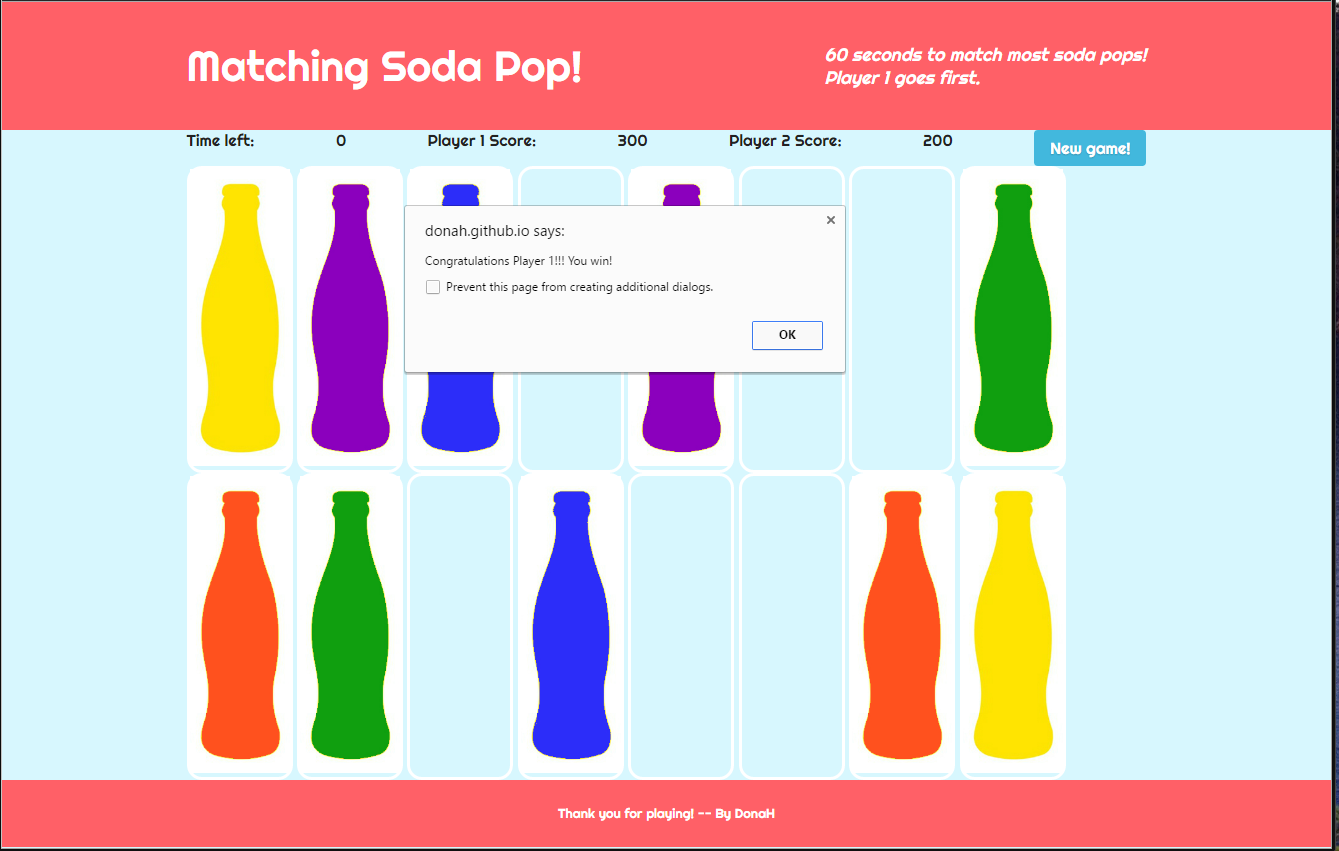 Matching Soda Pop!
60 seconds to match most soda pops!
Player 1 goes first.
Time left: 0 Player 1 Score: 300 Player 2 Score: 200 New game!
donah.github.io says:
Congratulations Player 1!!! You win!
Prevent this page from creating additional dialogs.
OK
Thank you for playing! -- By DonaH